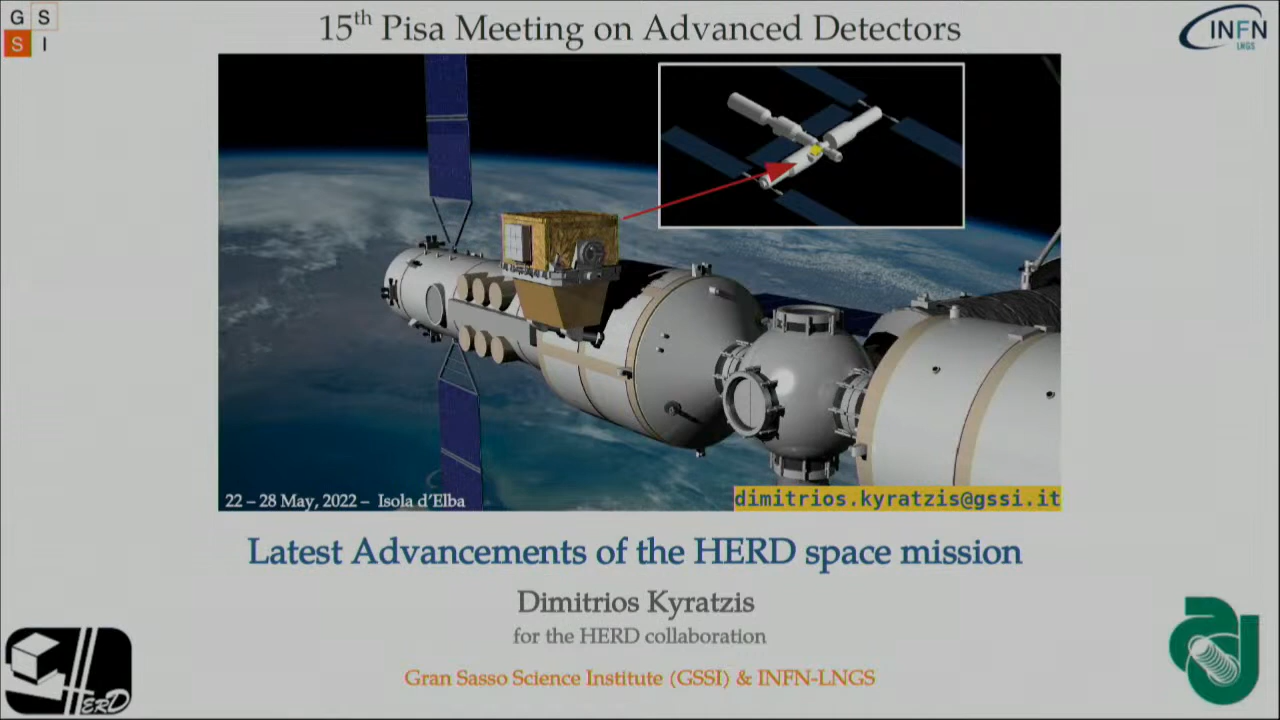 G S
S I
15th Pisa Meeting on Advanced Detectors
INFN
LNGS
22 – 28 May, 2022 – Isola d'Elba
dimitrios.kyratzis@gssi.it
Latest Advancements of the HERD space mission
Dimitrios Kyratzis
for the HERD collaboration
Gran Sasso Science Institute (GSSI) & INFN-LNGS
HERD